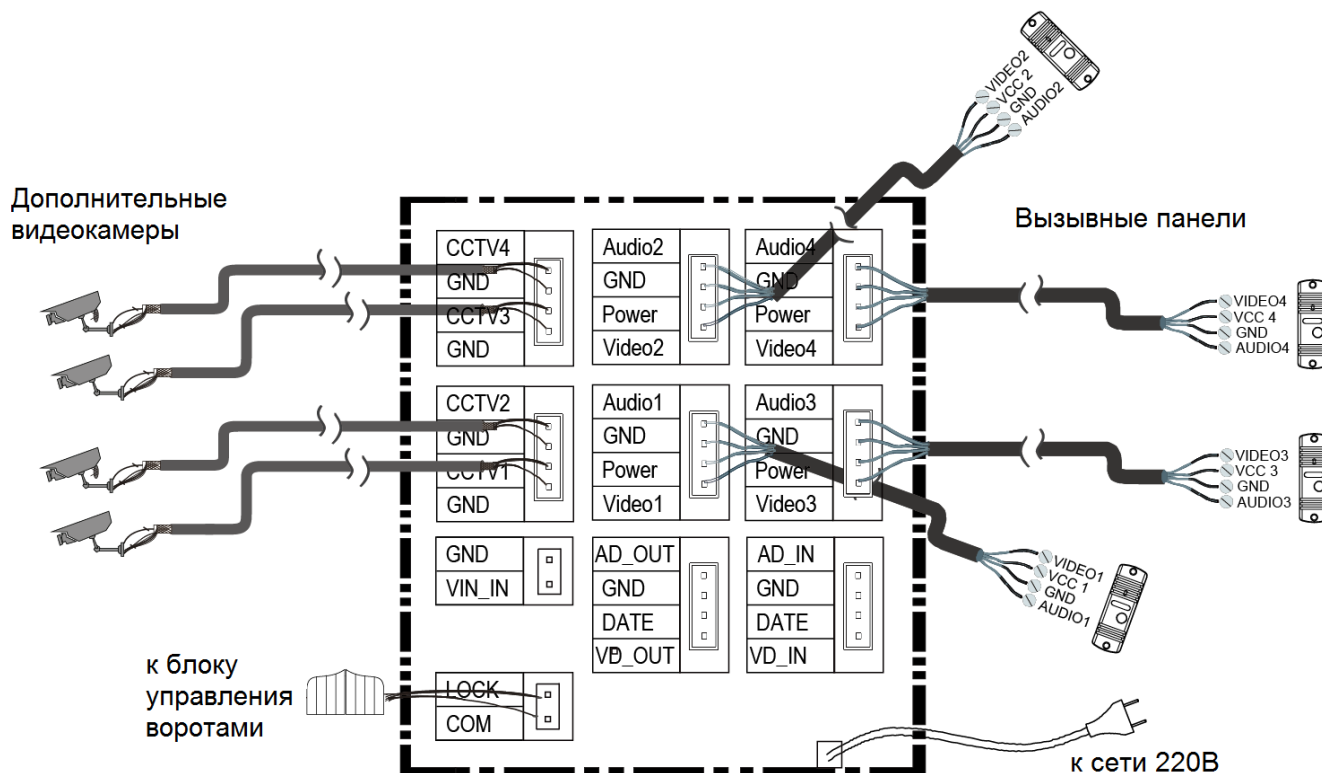 VIDEO2
VCC 2
GND
AUDIO2
Дополнительные
видеокамеры
Вызывные панели
CCTV4
GND
CCTV3
GND
Audio2
GND
Power
Video2
Audio4
GND
Power
Video4
VIDEO4
VCC 4
GND
AUDIO4
CCTV2
GND
CCTV1
GND
Audio1
GND
Power
Video1
Audio3
GND
Power
Video3
VIDEO3
VCC 3
GND
AUDIO3
GND
VIN_IN
AD_OUT
GND
DATE
VD_OUT
AD_IN
GND
DATE
VD_IN
VIDEO1
VCC 1
GND
AUDIO1
к блоку
управления
воротами
LOCK
COM
к сети 220В